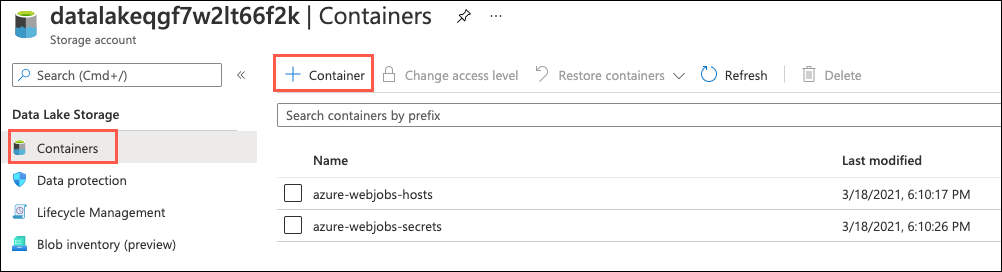 datalakeqgf7w2lt66f2k | Containers ...
Storage account
Search (Cmd+/) « + Container Change access level Restore containers Refresh Delete
Data Lake Storage
Search containers by prefix
Containers
Name Last modified
Data protection
azure-webjobs-hosts 3/18/2021, 6:10:17 PM
Lifecycle Management
azure-webjobs-secrets 3/18/2021, 6:10:26 PM
Blob inventory (preview)